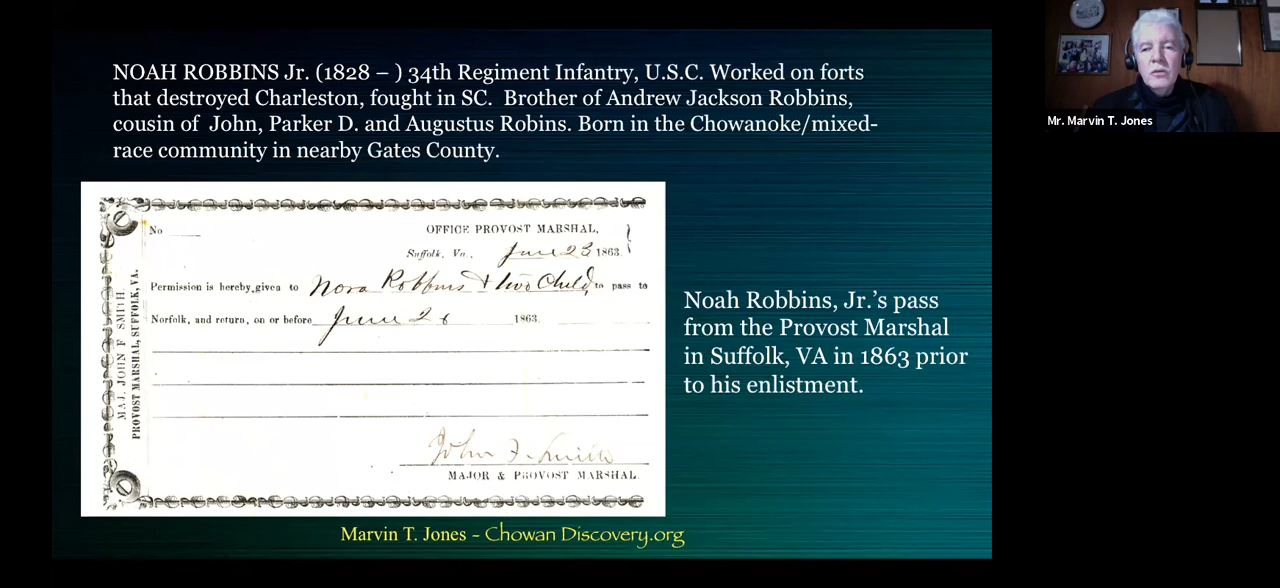 NOAH ROBBINS Jr. (1828 – ) 34th Regiment Infantry, U.S.C. Worked on forts
that destroyed Charleston, fought in SC. Brother of Andrew Jackson Robbins,
cousin of John, Parker D. and Augustus Robins. Born in the Chowanoke/mixed-
race community in nearby Gates County.
No
OFFICE PROVOST MARSHAL,
Suffolk, Va., June 23 1863.
Permission is hereby given to Nora Robbins & two Child to pass to
Norfolk, and return, on or before June 26 1863.
John F. Smith
MAJOR & PROVOST MARSHAL.
MAJ. JOHN F SMITH,
PROVOST MARSHAL, SUFFOLK, VA.
Noah Robbins, Jr.'s pass
from the Provost Marshal
in Suffolk, VA in 1863 prior
to his enlistment.
Marvin T. Jones - Chowan Discovery.org
Mr. Marvin T. Jones